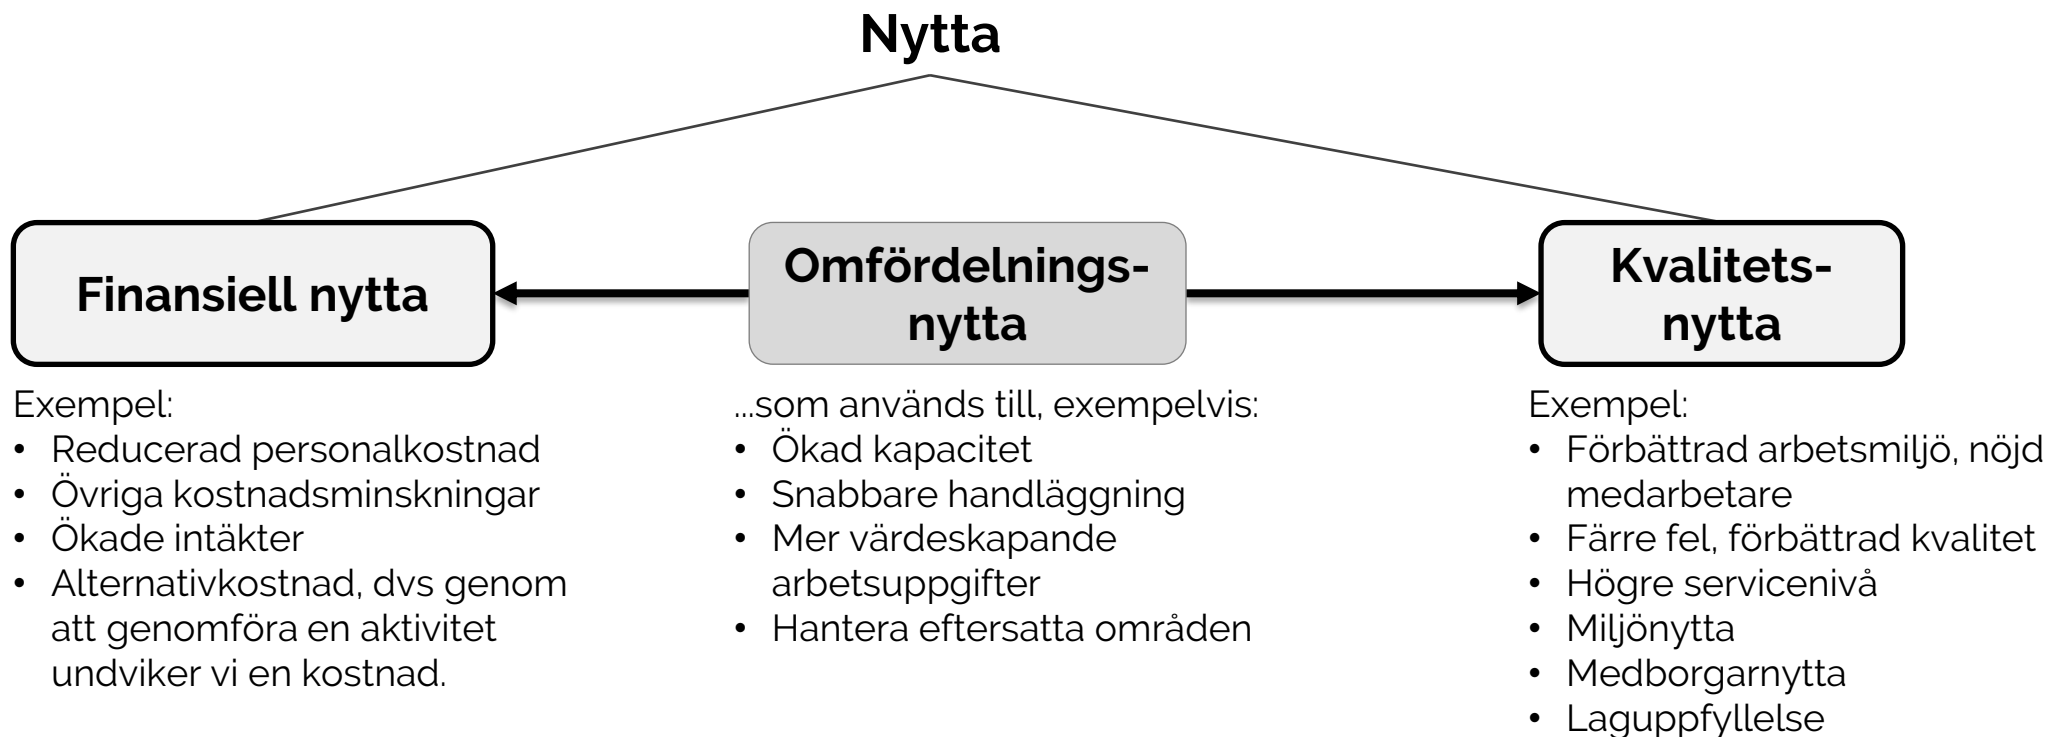 Nytta
Finansiell nytta
Exempel:
• Reducerad personalkostnad
• Övriga kostnadsminskningar
• Ökade intäkter
• Alternativkostnad, dvs genom
att genomföra en aktivitet
undviker vi en kostnad.
Omfördelnings-
nytta
...som används till, exempelvis:
• Ökad kapacitet
• Snabbare handläggning
• Mer värdeskapande
arbetsuppgifter
• Hantera eftersatta områden
Kvalitets-
nytta
Exempel:
• Förbättrad arbetsmiljö, nöjd
medarbetare
• Färre fel, förbättrad kvalitet
• Högre servicenivå
• Miljönytta
• Medborgarnytta
• Laguppfyllelse